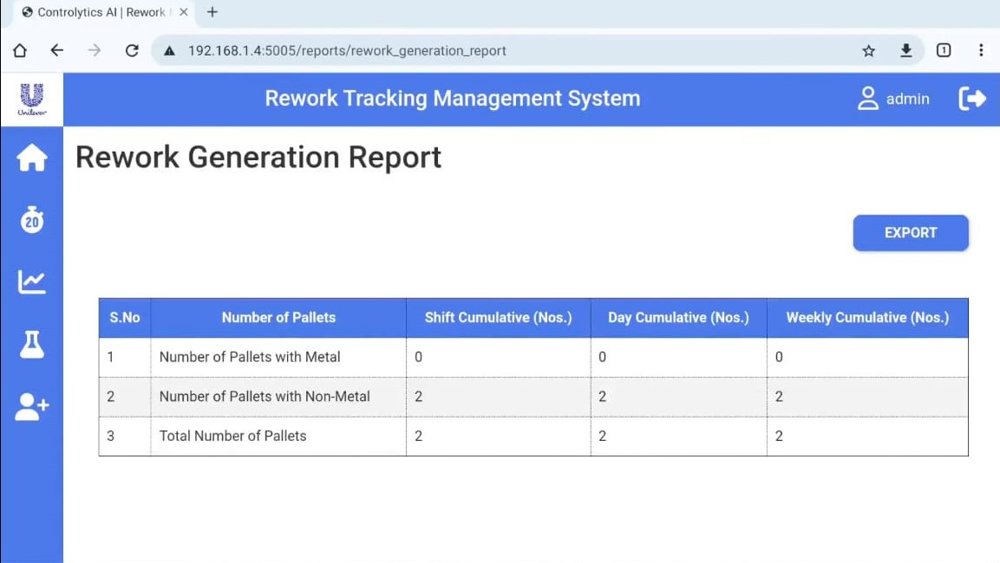 Controlytics AI | Rework
192.168.1.4:5005/reports/rework_generation_report
1
Unilever
Rework Tracking Management System
admin
20
Rework Generation Report
EXPORT
S.No Number of Pallets Shift Cumulative (Nos.) Day Cumulative (Nos.) Weekly Cumulative (Nos.)
1 Number of Pallets with Metal 0 0 0
2 Number of Pallets with Non-Metal 2 2 2
3 Total Number of Pallets 2 2 2